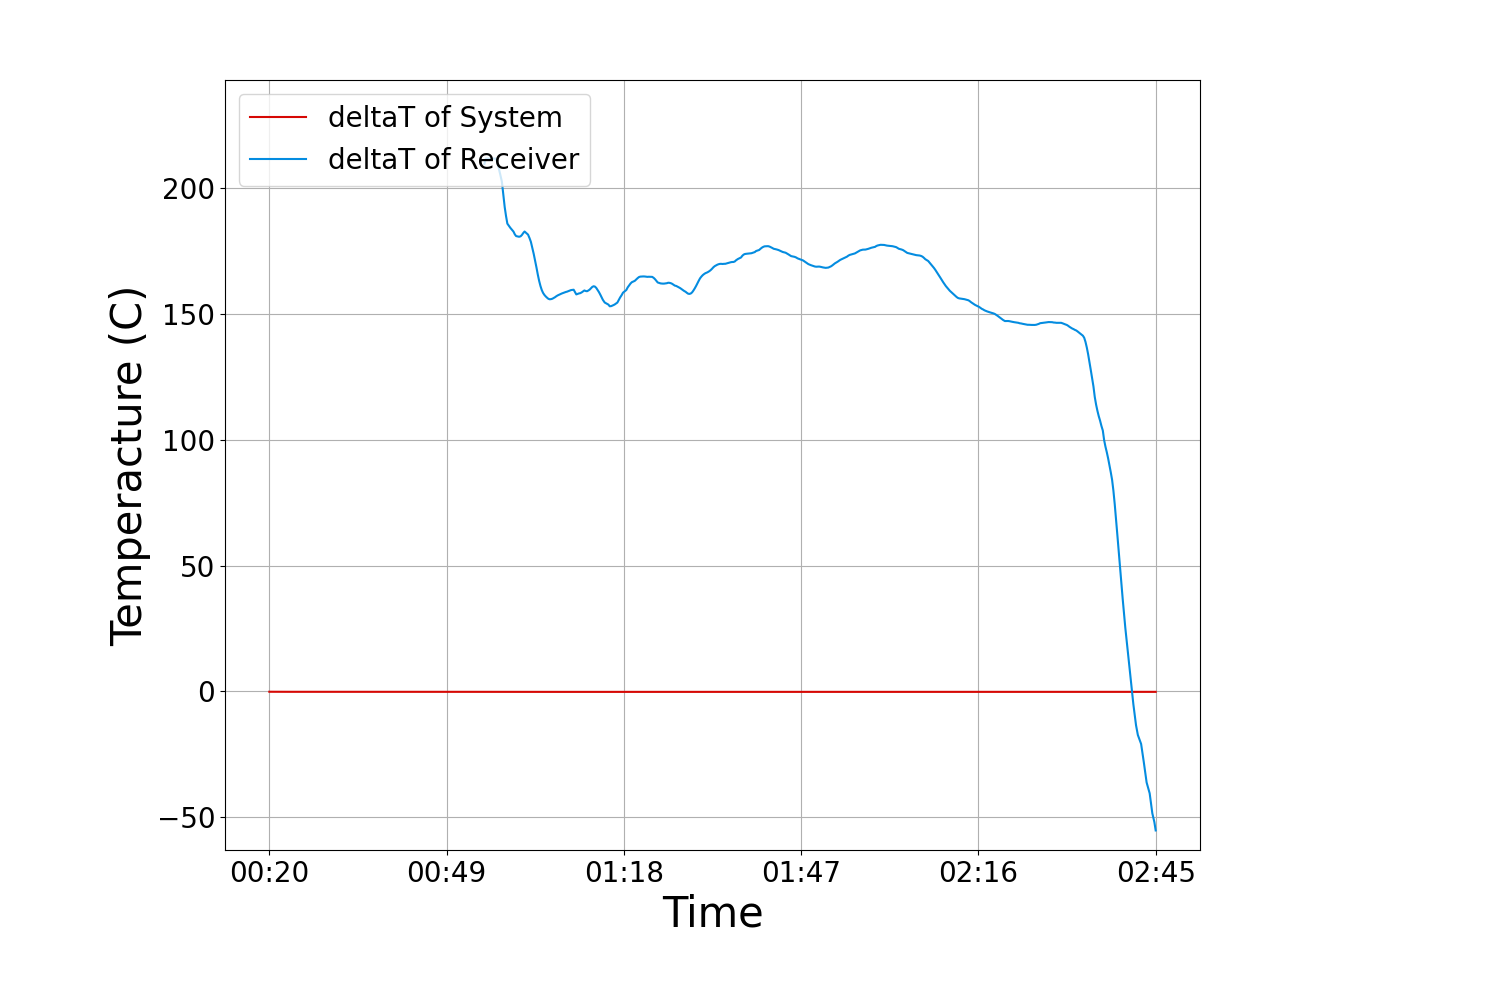 deltaT of System
deltaT of Receiver
200
150
100
50
0
−50
Temperacture (C)
00:20 00:49 01:18 01:47 02:16 02:45
Time